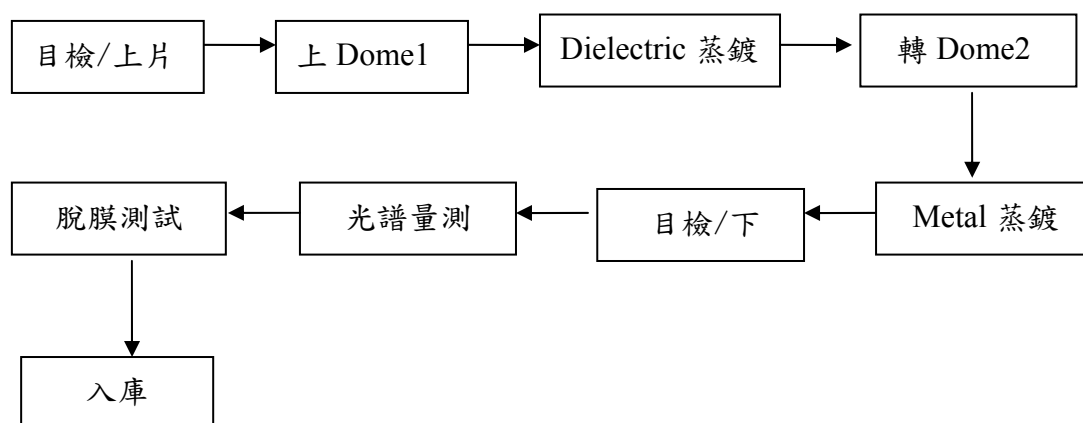 目檢/上片
上 Dome1
Dielectric 蒸鍍
轉 Dome2
Metal 蒸鍍
目檢/下
光譜量測
脫膜測試
入庫